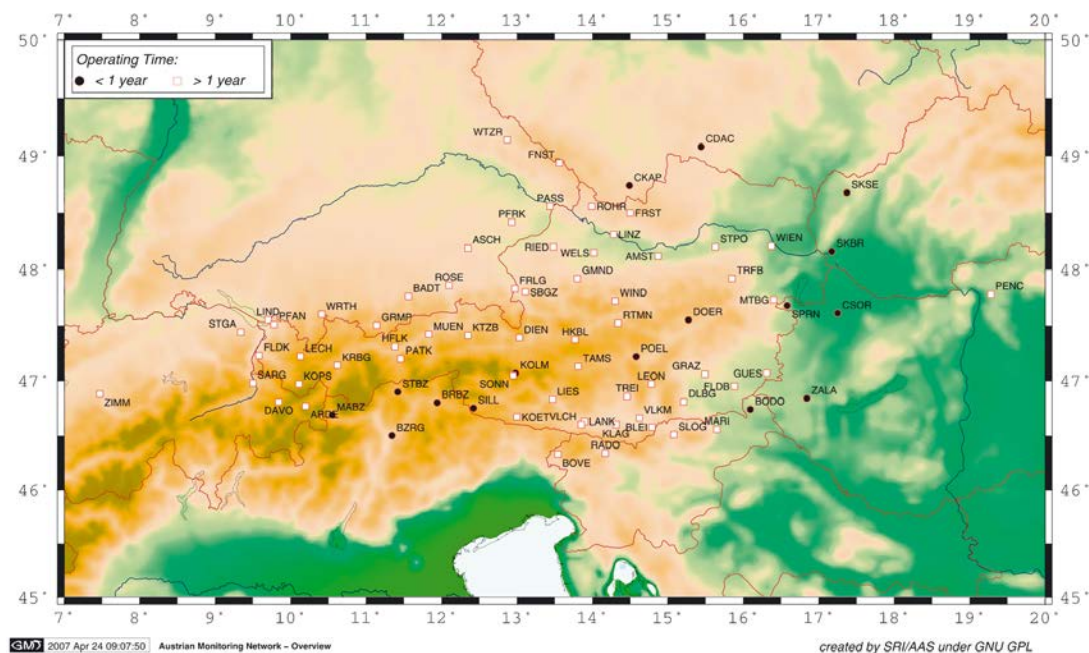 7° 8° 9° 10° 11° 12° 13° 14° 15° 16° 17° 18° 19° 20°
50° 50°
Operating Time:
< 1 year > 1 year
WTZR CDAC
49° FNST 49°
CKAP SKSE
PASS ROHR FRST
PFRK LINZ
ASCH RIED WELS AMST STPO WIEN SKBR
48° 48°
ROSE FRLG GMND TRFB
BADT SBGZ WIND MTBG PENC
LIND PFAN WRTH GRMP RTMN DOER SPRN CSOR
STGA MUEN KTZB DIEN HKBL
FLDK LECH HFLK PATK POEL
KRBG KOLM TAMS GRAZ GUES
47° SARG KOPS STBZ SONN LEON FLDB 47°
ZIMM DAVO ARDE MABZ BRBZ SILL LIES TREI DLBG BODO ZALA
BZRG KOET VLCH LANK VLKM MARI
KLAG BLEI SLOG
RADO
BOVE
46° 46°
45° 45°
7° 8° 9° 10° 11° 12° 13° 14° 15° 16° 17° 18° 19° 20°
GMD 2007 Apr 24 09:07:50 Austrian Monitoring Network – Overview created by SRI/AAS under GNU GPL